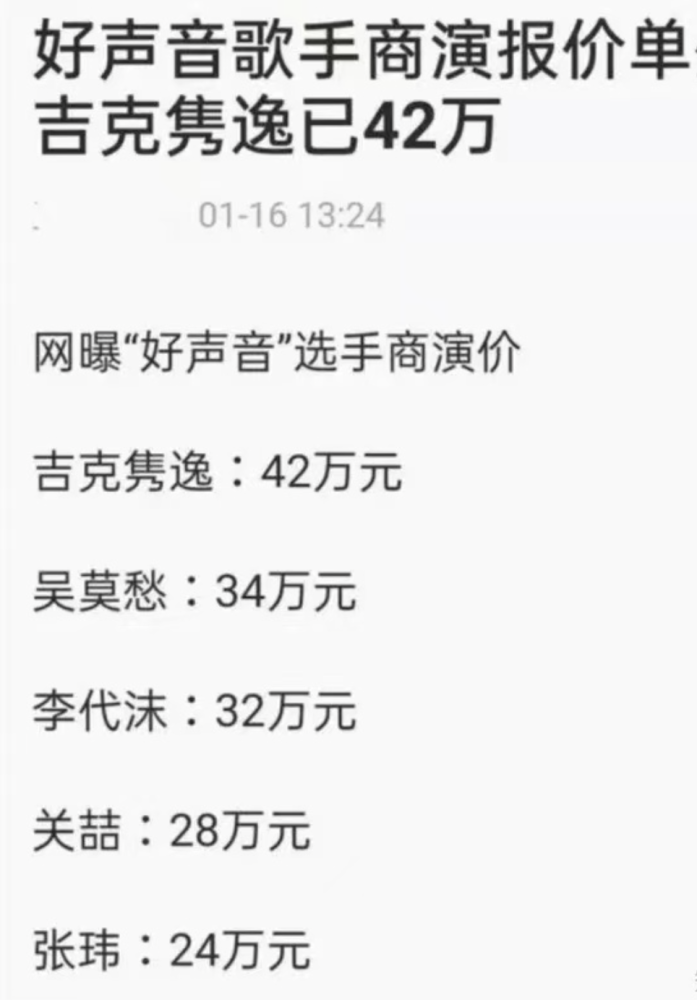 好声音歌手商演报价单
吉克隽逸已42万
01-16 13:24
网曝“好声音”选手商演价
吉克隽逸：42万元
吴莫愁：34万元
李代沫：32万元
关喆：28万元
张玮：24万元